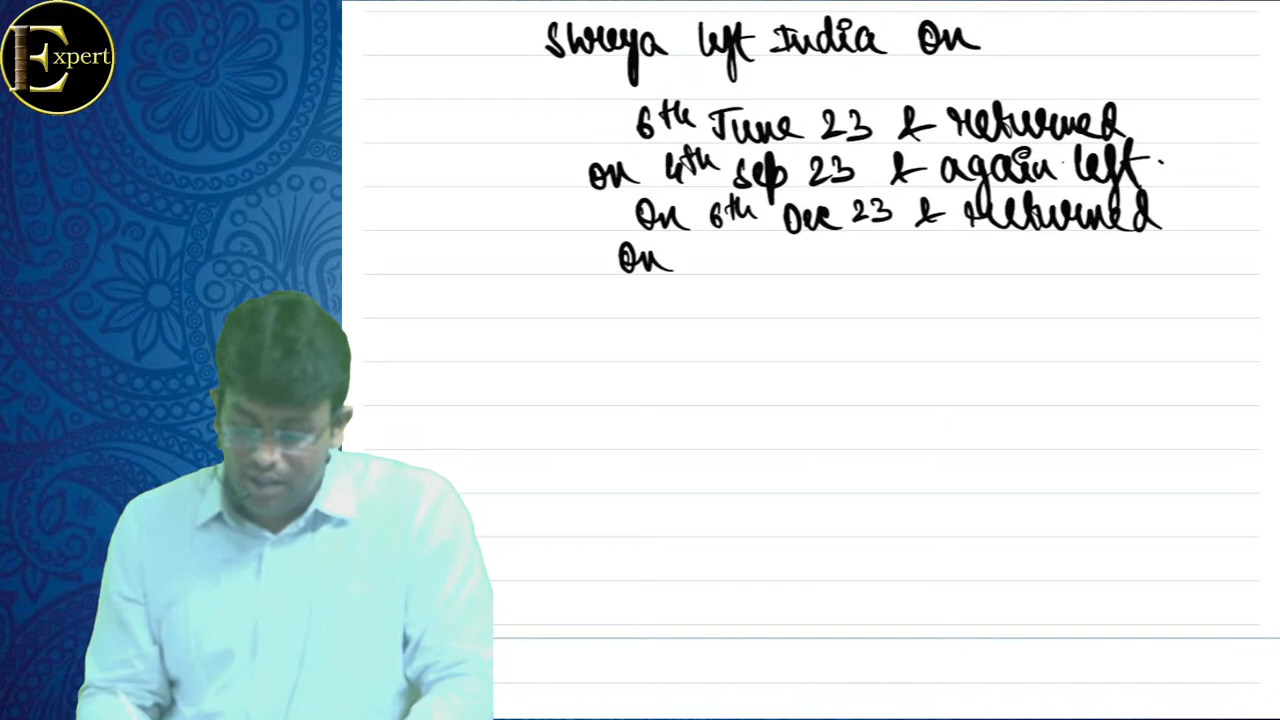 Expert
Shreya left India On
6th June 23 & returned
on 4th Sep 23 & again left.
On 6th Dec 23 & returned
On